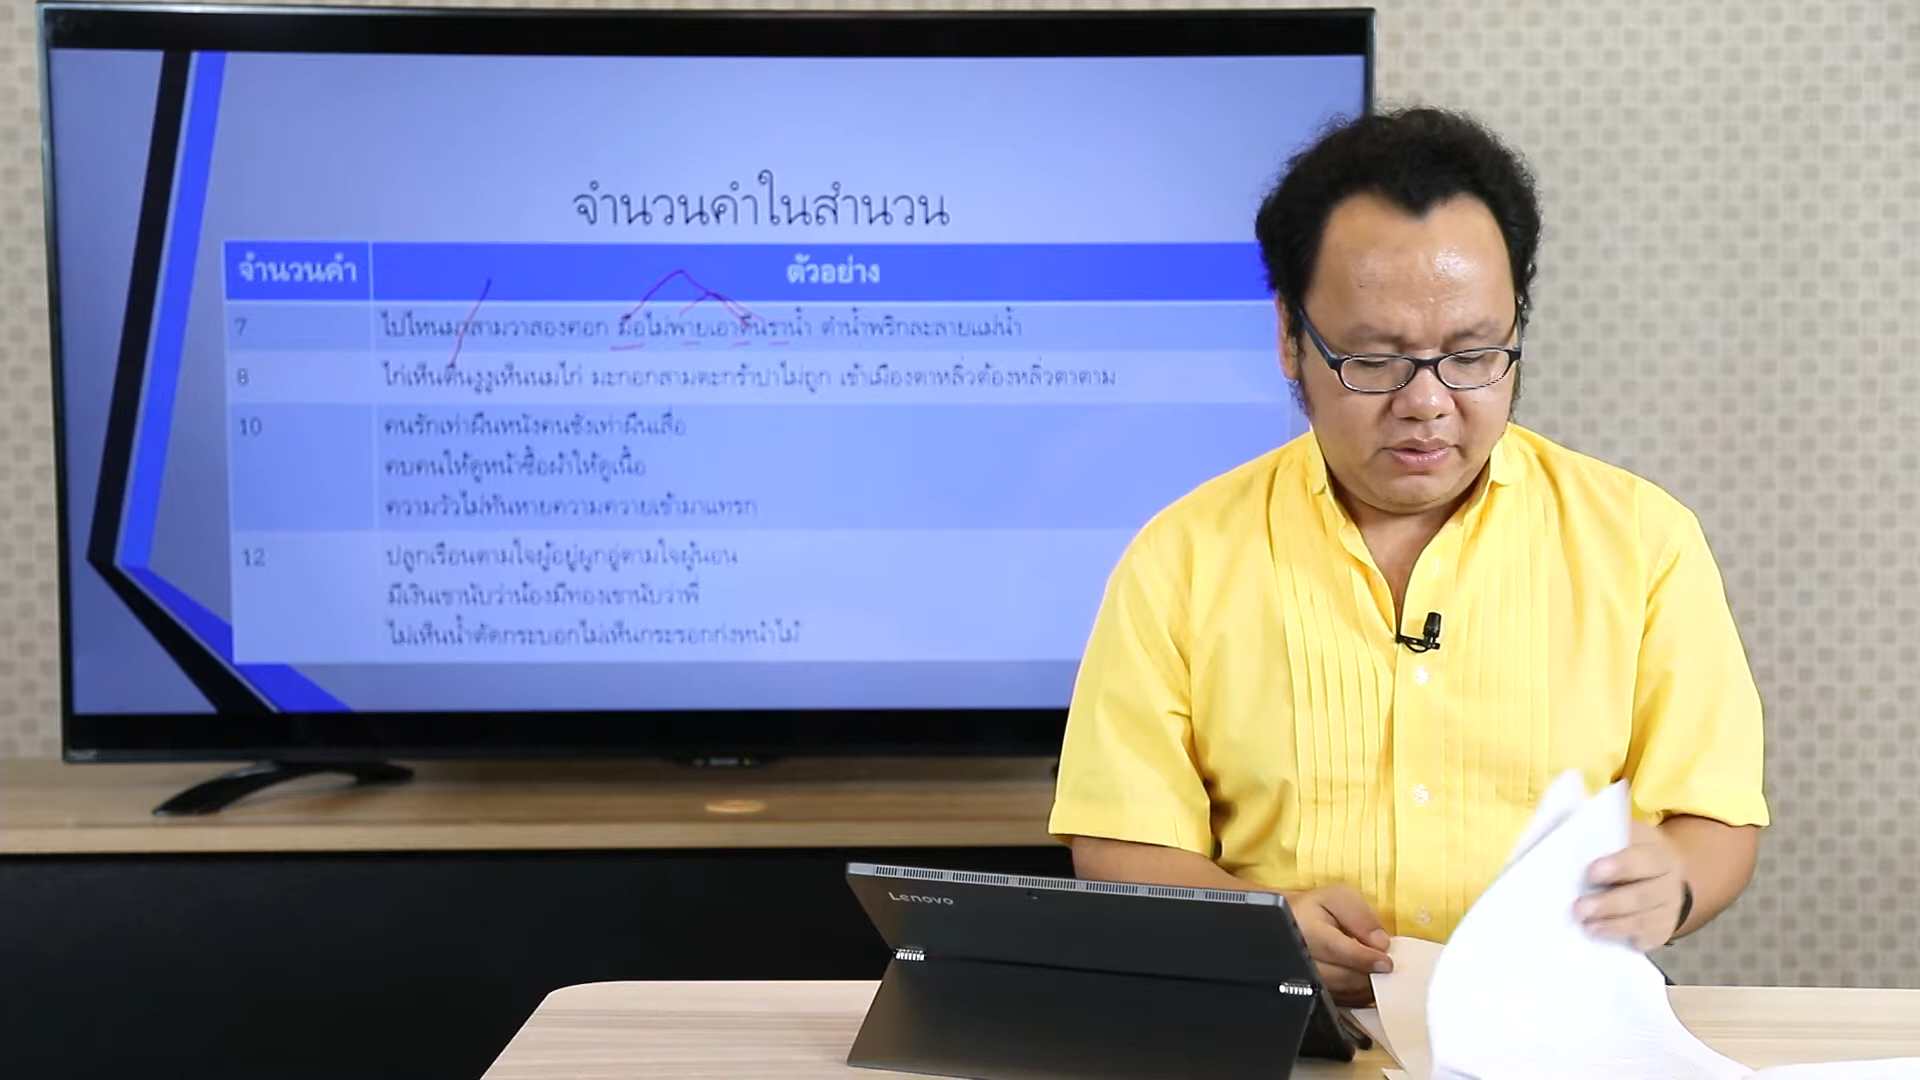 จำนวนคำในสำนวน
จำนวนคำ ตัวอย่าง
7 ไปไหนมาสามวาสองศอก มือไม่พายเอาตีนราน้ำ ตำน้ำพริกละลายแม่น้ำ
8 ไก่เห็นตีนงูงูเห็นนมไก่ มะกอกสามตะกร้าปาไม่ถูก เข้าเมืองตาหลิ่วต้องหลิ่วตาตาม
10 คนรักเท่าผืนหนังคนชังเท่าผืนเสื่อ
คบคนให้ดูหน้าซื้อผ้าให้ดูเนื้อ
ความวัวไม่ทันหายความควายเข้ามาแทรก
12 ปลูกเรือนตามใจผู้อยู่ผูกอู่ตามใจผู้นอน
มีเงินเขานับว่าน้องมีทองเขานับว่าพี่
ไม่เห็นน้ำตัดกระบอกไม่เห็นกระรอกก่งหน้าไม้
Lenovo